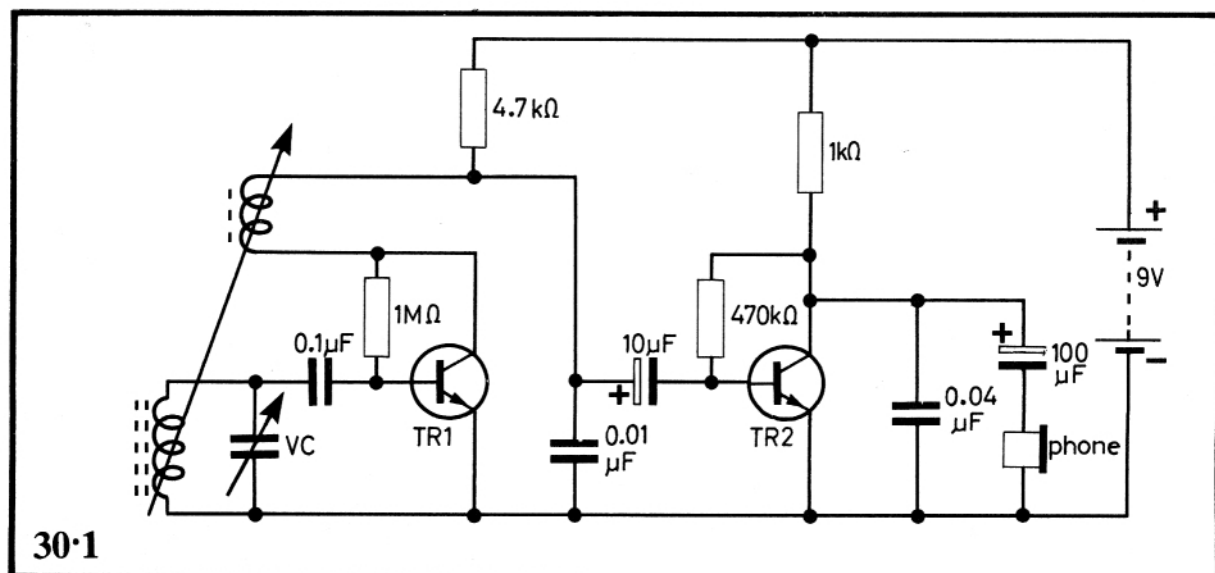 4.7kΩ
1kΩ
+
9V
−
1MΩ
0.1µF
TR1
VC
10µF
+
470kΩ
TR2
0.01
µF
0.04
µF
+
100
µF
phone
30·1